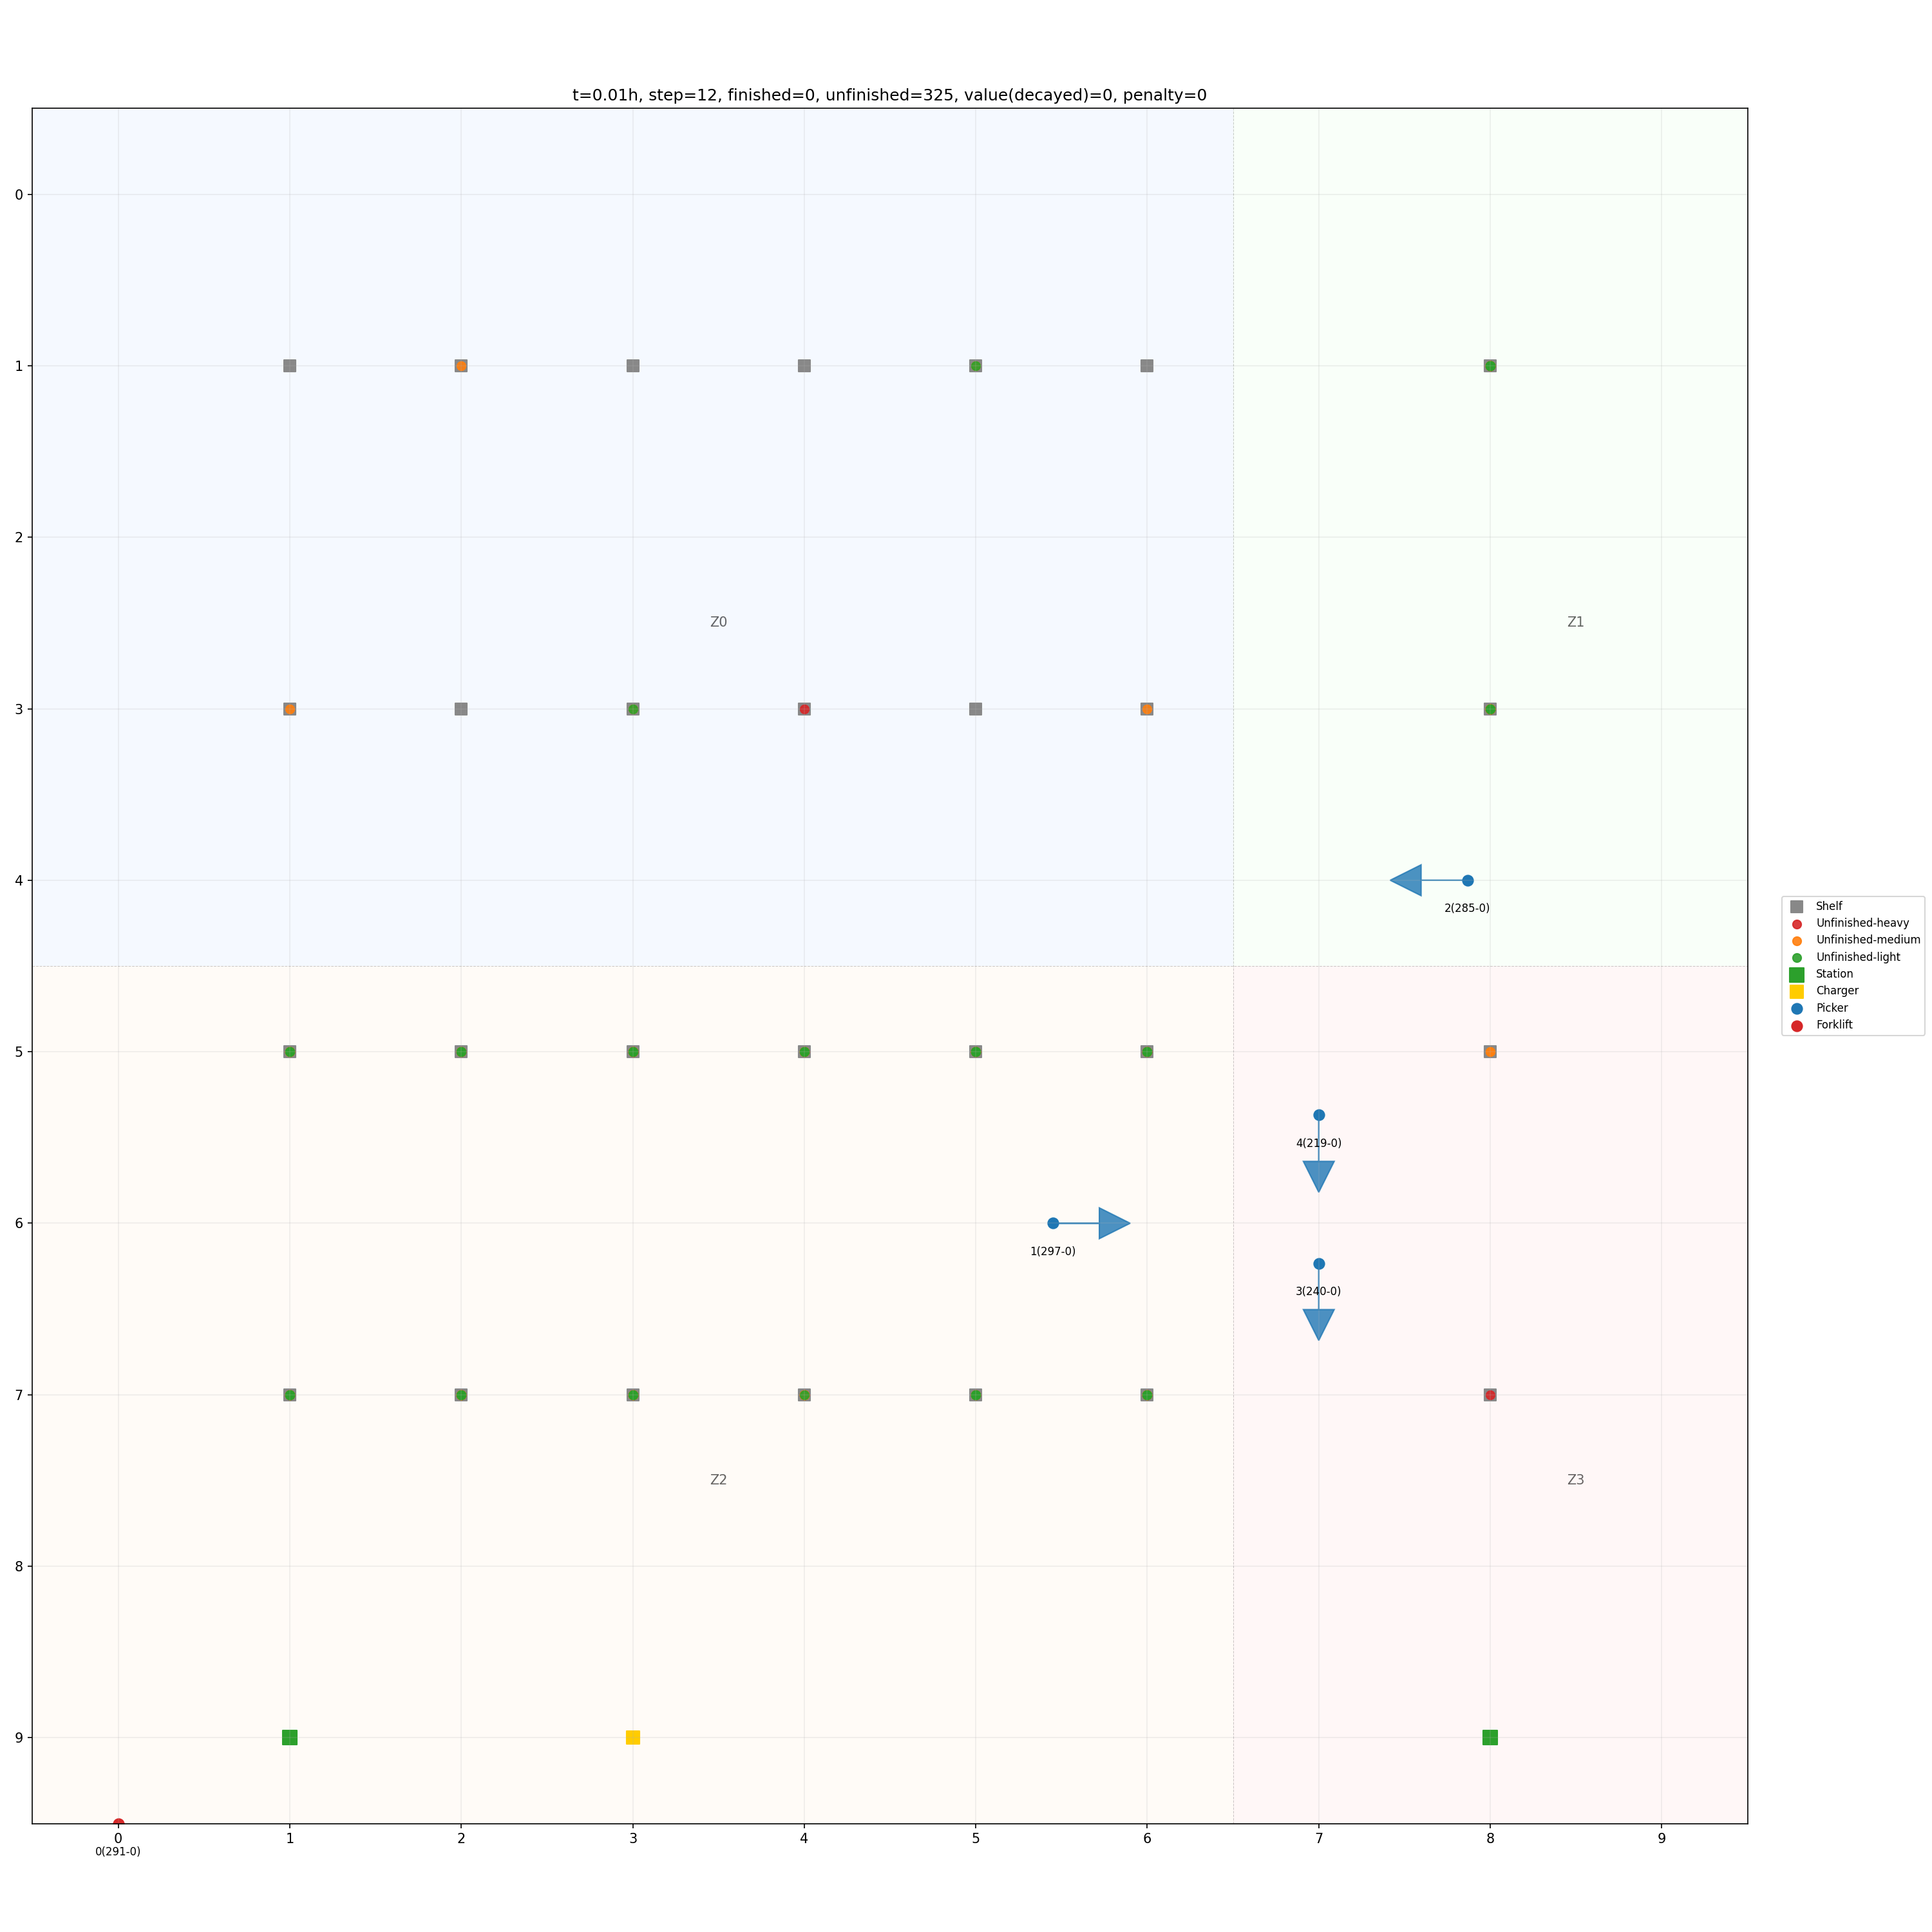 t=0.01h, step=12, finished=0, unfinished=325, value(decayed)=0, penalty=0
0
1
2
Z0
Z1
3
4
2(285-0)
Shelf
Unfinished-heavy
Unfinished-medium
Unfinished-light
Station
Charger
Picker
Forklift
5
4(219-0)
6
1(297-0)
3(240-0)
7
Z2
Z3
8
9
0 1 2 3 4 5 6 7 8 9
0(291-0)